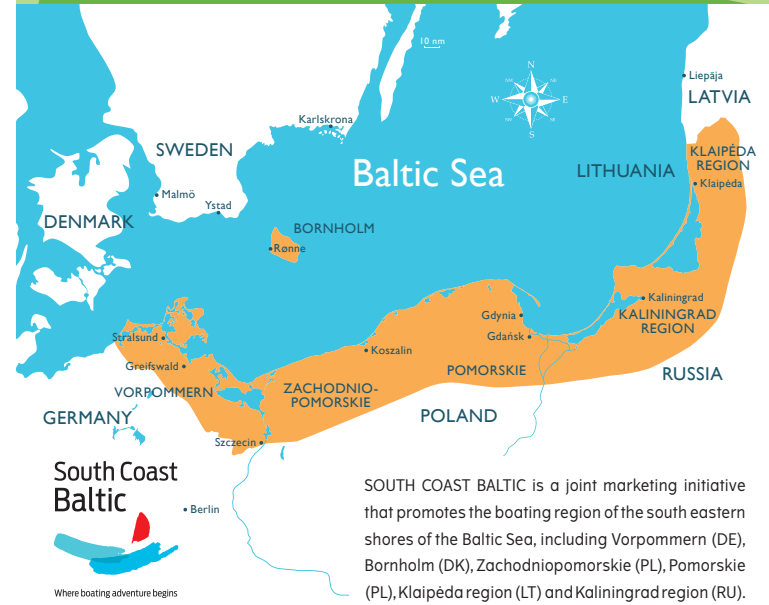 10 nm
N
NW
NE
W
E
SW
SE
S
Liepāja
LATVIA
Karlskrona
SWEDEN
KLAIPĖDA
REGION
Baltic Sea
LITHUANIA
Klaipėda
Malmö
Ystad
DENMARK
BORNHOLM
Rønne
Kaliningrad
KALININGRAD
REGION
Gdynia
Gdańsk
Stralsund
Koszalin
Greifswald
POMORSKIE
RUSSIA
VORPOMMERN
ZACHODNIO-
POMORSKIE
GERMANY
POLAND
Szczecin
South Coast
Baltic
Berlin
Where boating adventure begins
SOUTH COAST BALTIC is a joint marketing initiative
that promotes the boating region of the south eastern
shores of the Baltic Sea, including Vorpommern (DE),
Bornholm (DK), Zachodniopomorskie (PL), Pomorskie
(PL), Klaipėda region (LT) and Kaliningrad region (RU).